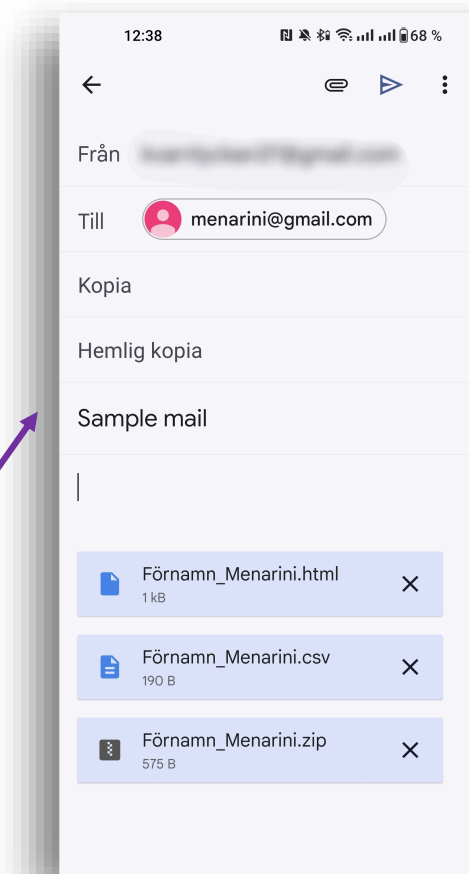 12:38 68 %
Från
Till menarini@gmail.com
Kopia
Hemlig kopia
Sample mail
Förnamn_Menarini.html
1 kB
Förnamn_Menarini.csv
190 B
Förnamn_Menarini.zip
575 B